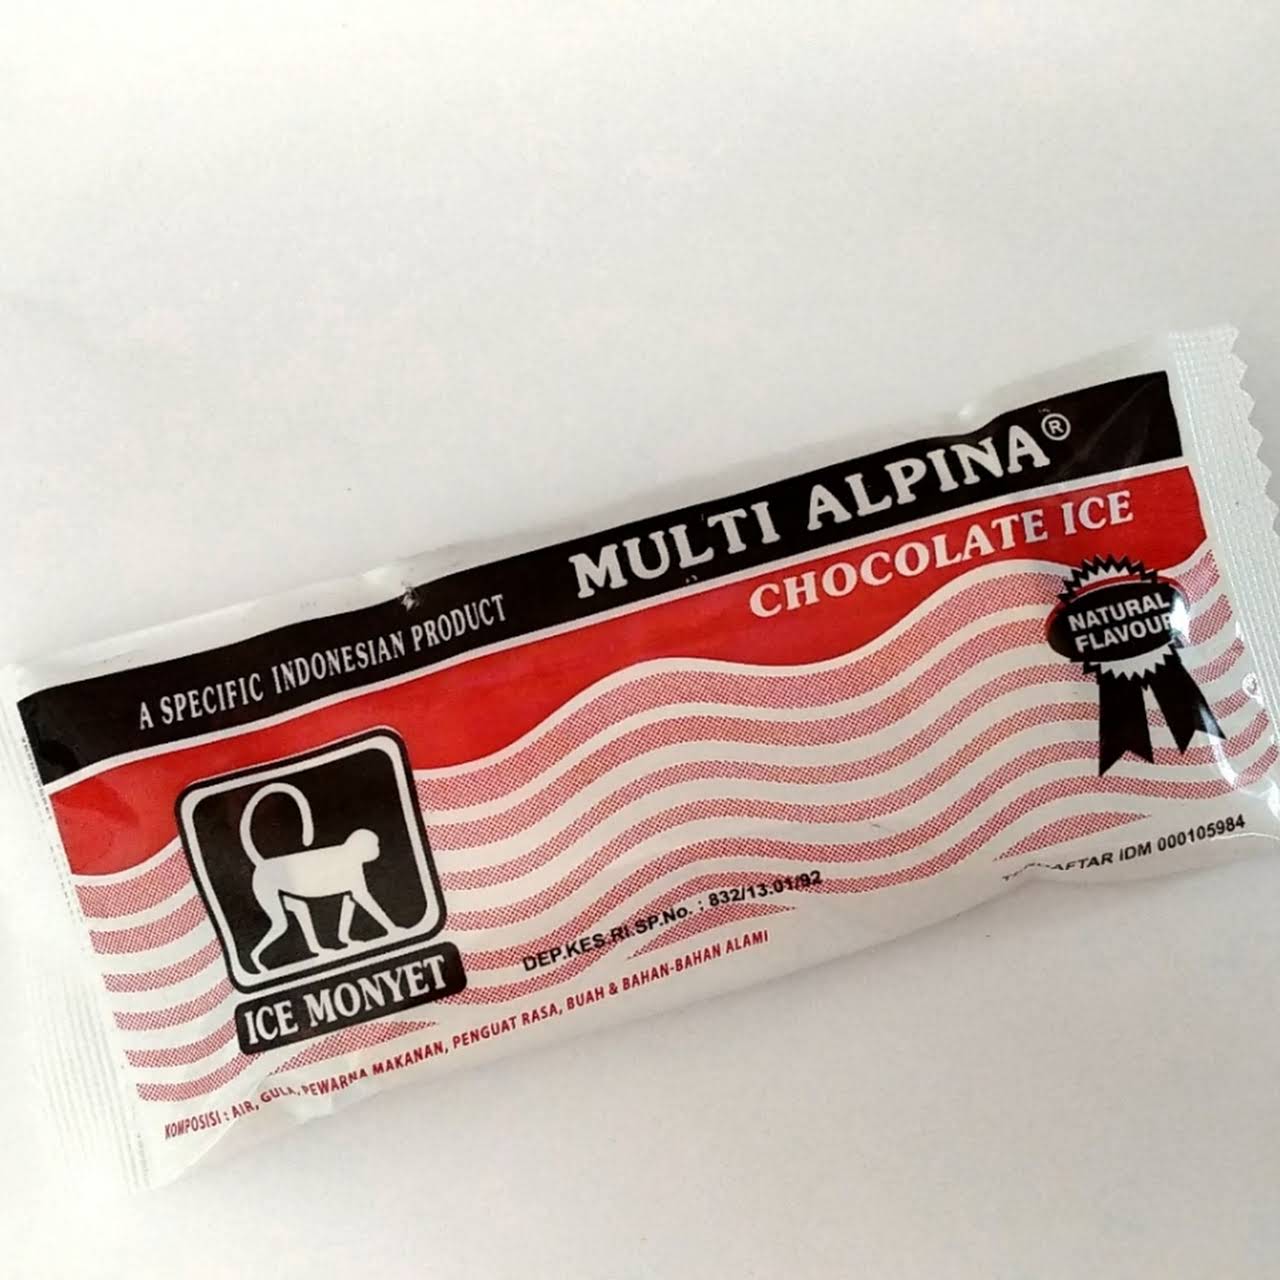 MULTI ALPINA®
A SPECIFIC INDONESIAN PRODUCT
CHOCOLATE ICE
NATURAL
FLAVOUR
ICE MONYET
DEP.KES.RI.SP.No. : 832/13.01/92
IDM 000105984
KOMPOSISI : AIR, GULA, PEWARNA MAKANAN, PENGUAT RASA, BUAH & BAHAN-BAHAN ALAMI